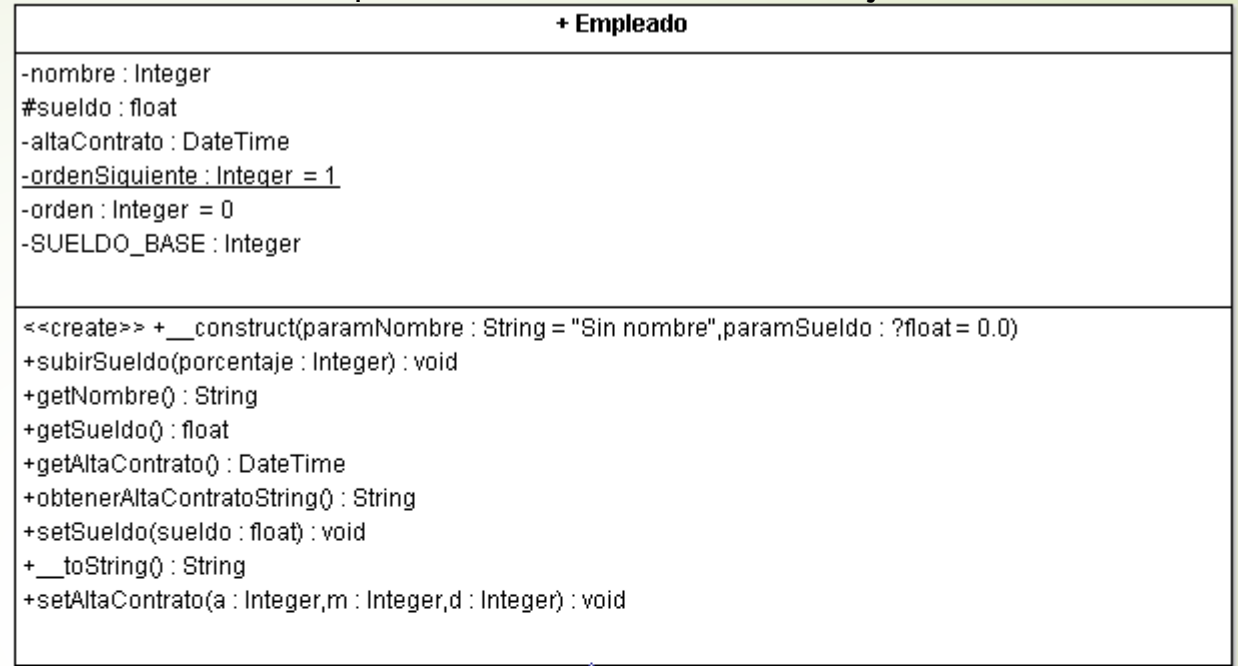 + Empleado
-nombre : Integer
#sueldo : float
-altaContrato : DateTime
-ordenSiguiente : Integer = 1
-orden : Integer = 0
-SUELDO_BASE : Integer
<<create>> +__construct(paramNombre : String = "Sin nombre",paramSueldo : ?float = 0.0)
+subirSueldo(porcentaje : Integer) : void
+getNombre() : String
+getSueldo() : float
+getAltaContrato() : DateTime
+obtenerAltaContratoString() : String
+setSueldo(sueldo : float) : void
+__toString() : String
+setAltaContrato(a : Integer,m : Integer,d : Integer) : void